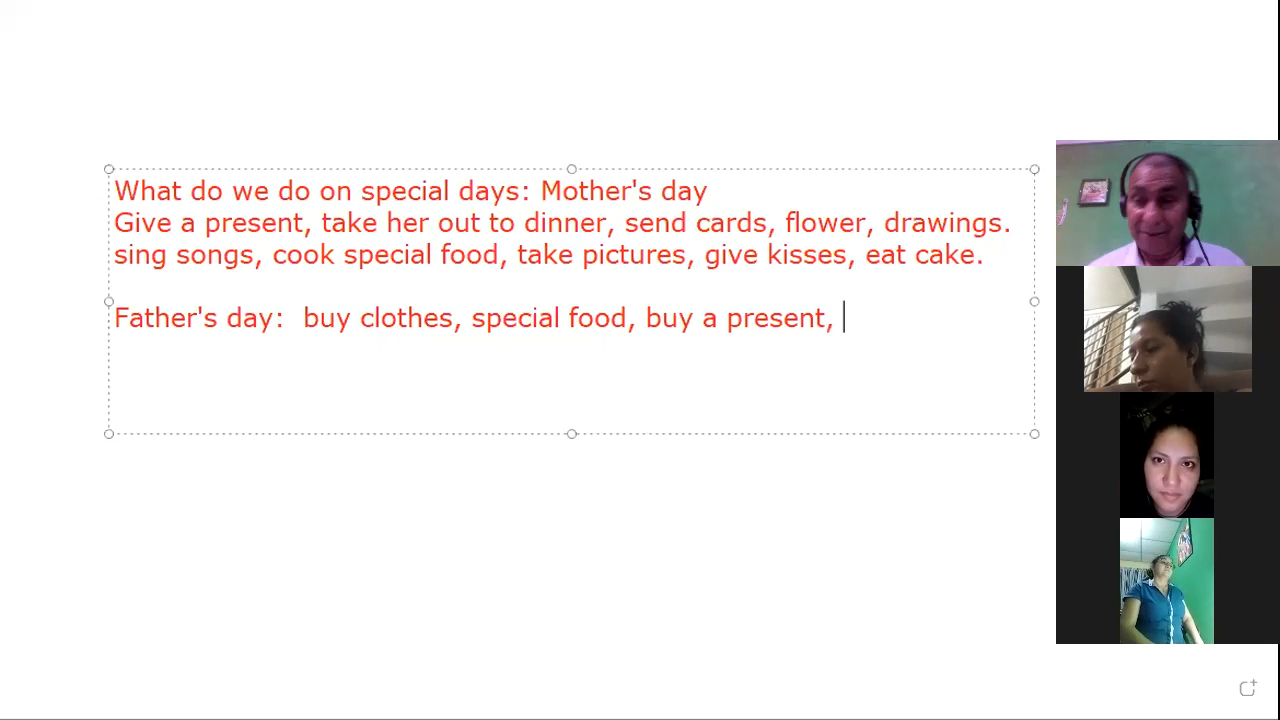 What do we do on special days: Mother's day
Give a present, take her out to dinner, send cards, flower, drawings.
sing songs, cook special food, take pictures, give kisses, eat cake.
Father's day:  buy clothes, special food, buy a present,